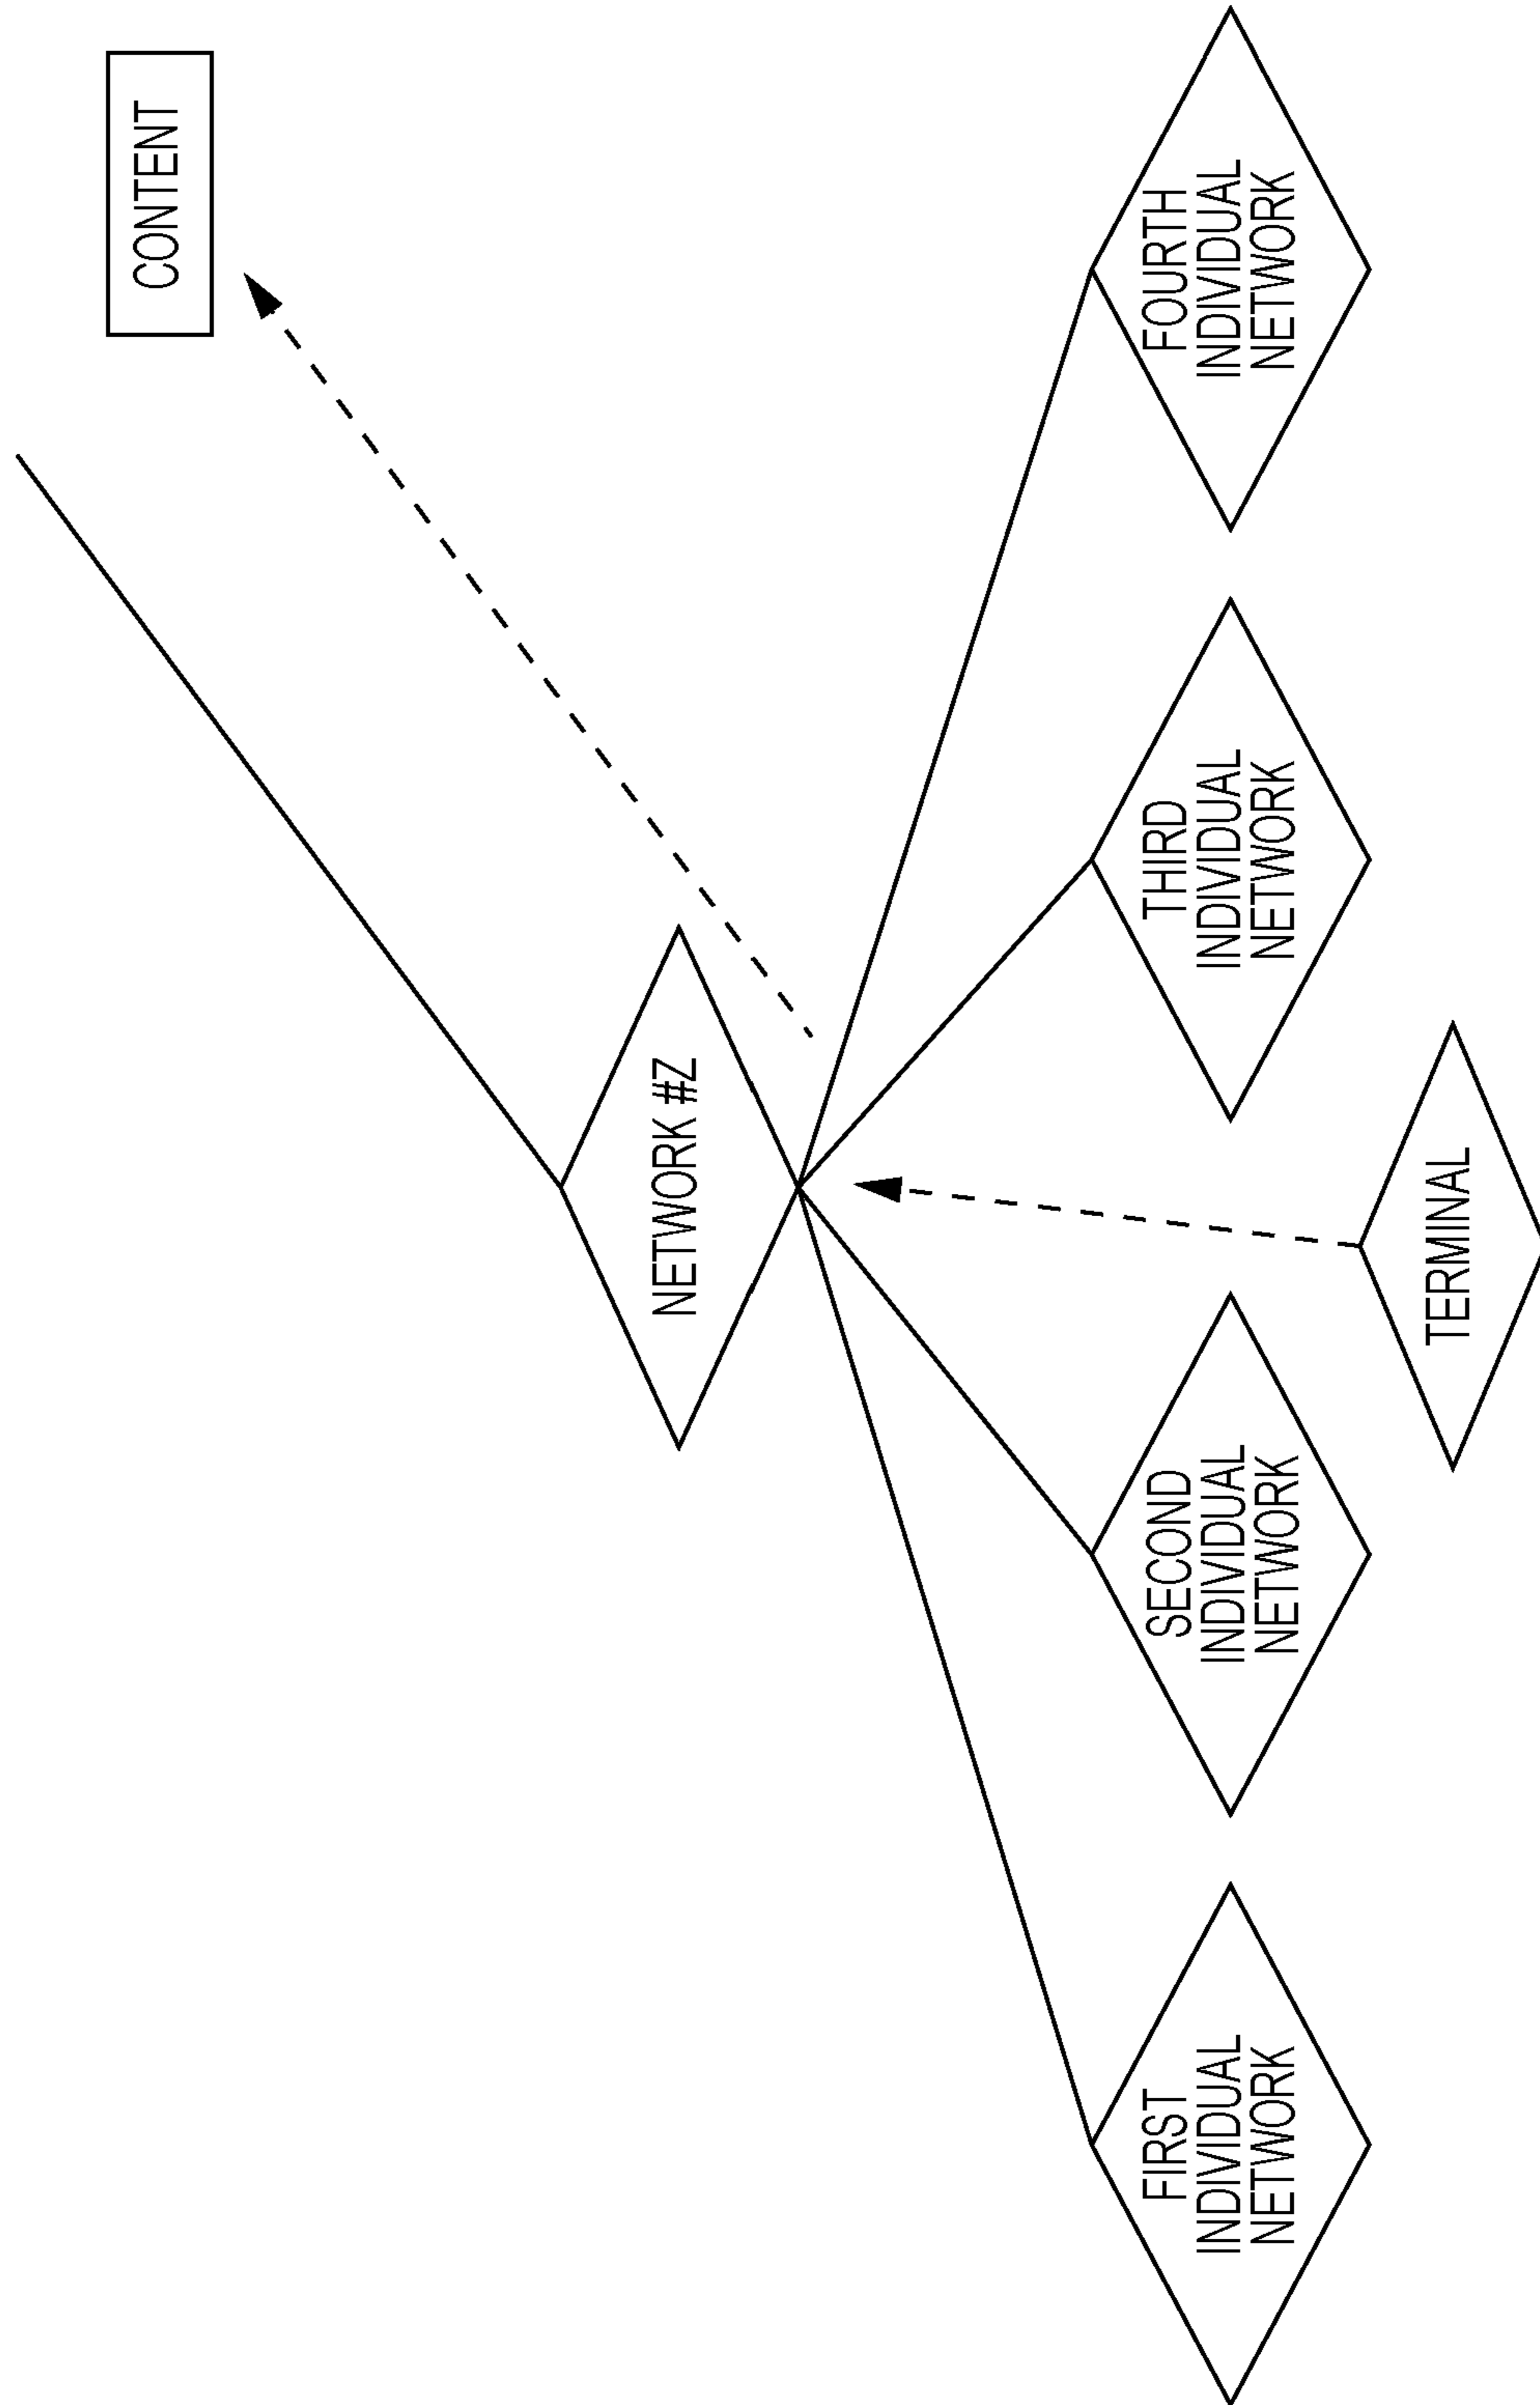 CONTENT
NETWORK #Z
FIRST
INDIVIDUAL
NETWORK
SECOND
INDIVIDUAL
NETWORK
TERMINAL
THIRD
INDIVIDUAL
NETWORK
FOURTH
INDIVIDUAL
NETWORK